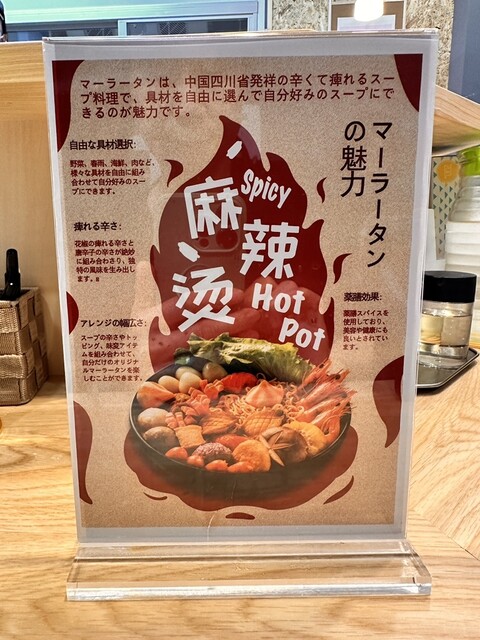 マーラータンは、中国四川省発祥の辛くて痺れるスー
プ料理で、具材を自由に選んで自分好みのスープにで
きるのが魅力です。
マーラータン
の魅力
自由な具材選択:
野菜、春雨、海鮮、肉など、
様々な具材を自由に組み
合わせて自分好みのスー
プにできます。
痺れる辛さ:
花椒の痺れる辛さと
唐辛子の辛さが絶妙
に組み合わさり、独
特の風味を生み出し
ます。
アレンジの幅広さ:
スープの辛さやトッ
ピング、味変アイテ
ムを組み合わせて、
自分だけのオリジナ
ルマーラータンを楽
しむことができます。
麻辣烫
Spicy
Hot
Pot
薬膳効果:
薬膳スパイスを
使用しており、
美容や健康にも
良いとされてい
ます。